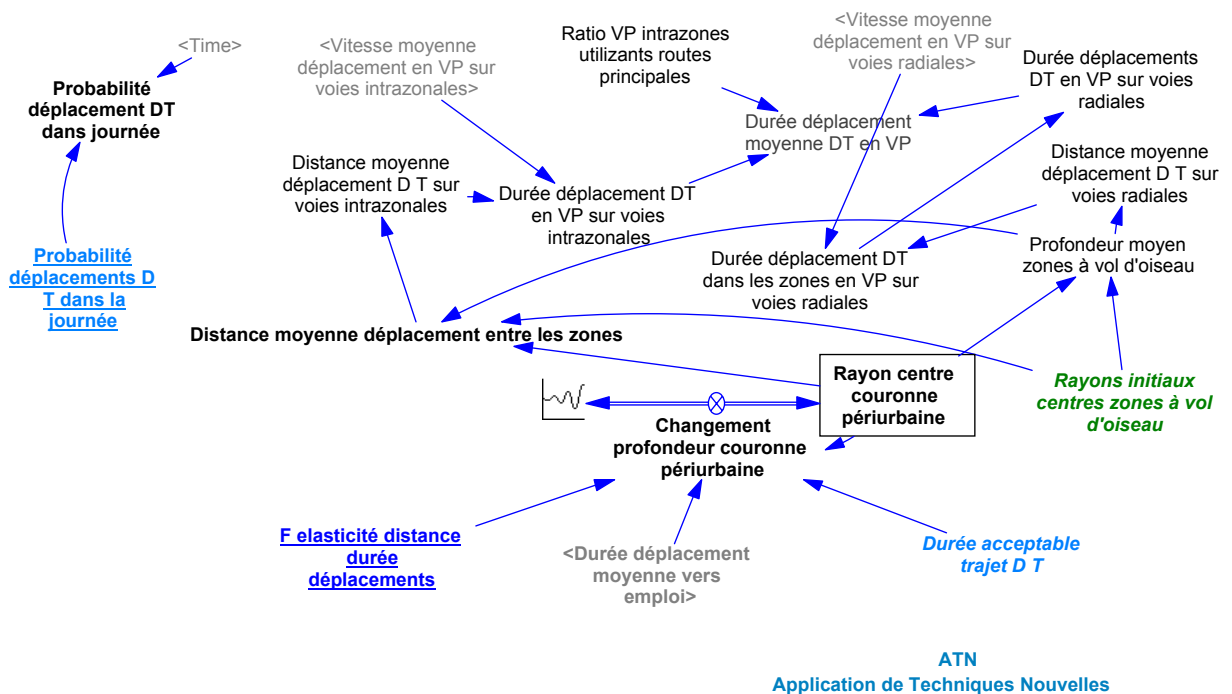 <Time>
Probabilité
déplacement DT
dans journée
Probabilité
déplacements D
T dans la
journée
<Vitesse moyenne
déplacement en VP sur
voies intrazonales>
Ratio VP intrazones
utilizants routes
principales
<Vitesse moyenne
déplacement en VP sur
voies radiales>
Durée déplacements
DT en VP sur voies
radiales
Durée déplacement
moyenne DT en VP
Distance moyenne
déplacement D T sur
voies intrazonales
Durée déplacement DT
en VP sur voies
intrazonales
Distance moyenne
déplacement D T sur
voies radiales
Durée déplacement DT
dans les zones en VP sur
voies radiales
Profondeur moyen
zones à vol d'oiseau
Distance moyenne déplacement entre les zones
Rayon centre
couronne
périurbaine
Rayons initiaux
centres zones à vol
d'oiseau
Changement
profondeur couronne
périurbaine
F elasticité distance
durée
déplacements
<Durée déplacement
moyenne vers
emploi>
Durée acceptable
trajet D T
ATN
Application de Techniques Nouvelles